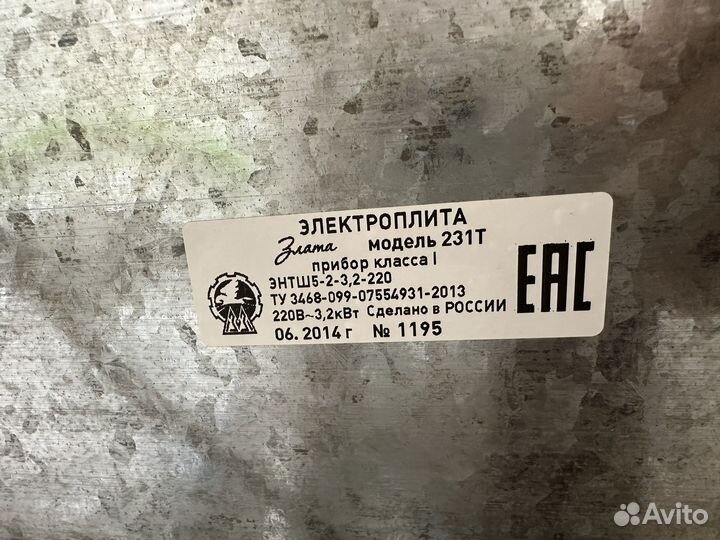 ЭЛЕКТРОПЛИТА
Злата модель 231Т
прибор класса I
ЭНТШ5-2-3,2-220
ТУ 3468-099-07554931-2013
220В~3,2кВт Сделано в РОССИИ
06.2014 г № 1195
ЕАС
Avito